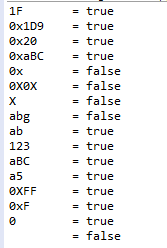 1F = true
0x1D9 = true
0x20 = true
0xaBC = true
0x = false
0X0X = false
X = false
abg = false
ab = true
123 = true
aBC = true
a5 = true
0XFF = true
0xF = true
0 = true
= false